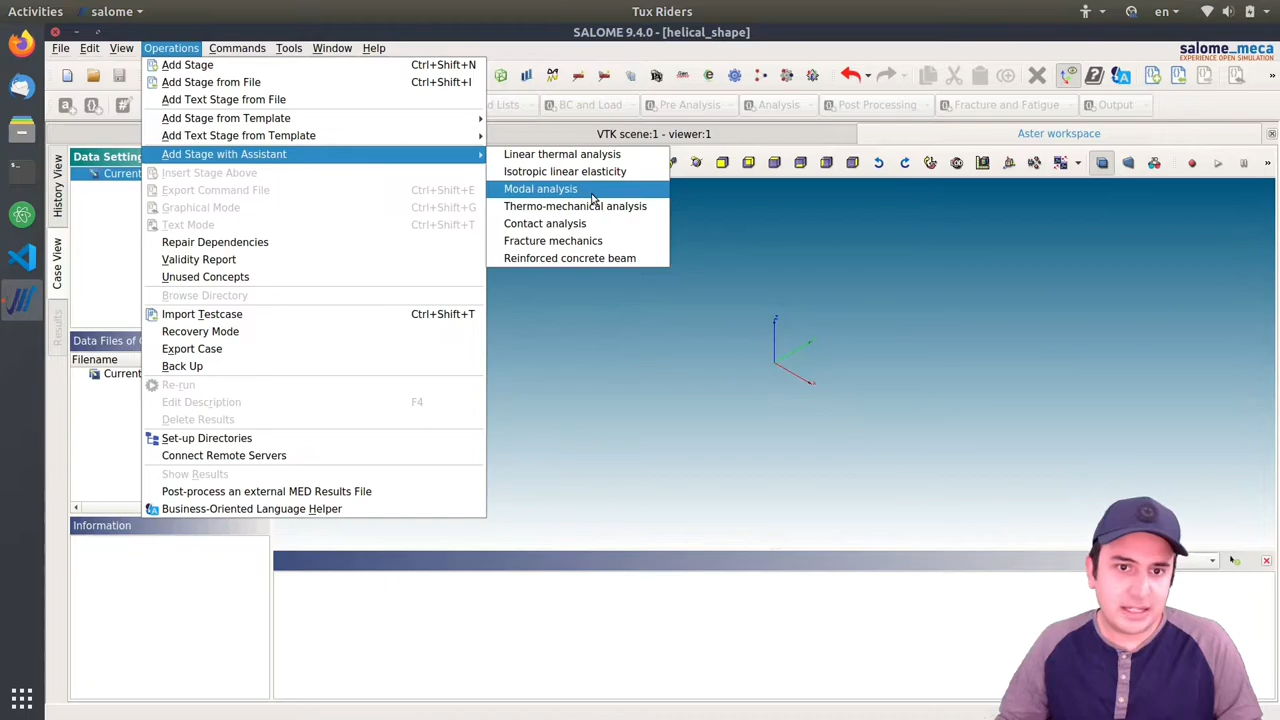 Activities
salome
Tux Riders
en
SALOME 9.4.0 - [helical_shape]
File
Edit
View
Operations
Commands
Tools
Window
Help
salome_meca
EXPERIENCE OPEN SIMULATION
Lists
BC and Load
Pre Analysis
Analysis
Post Processing
Fracture and Fatigue
Output
VTK scene:1 - viewer:1
Aster workspace
History View
Case View
Results
Data Setting
Current
Data Files of
Filename
Current
Information
Add Stage Ctrl+Shift+N
Add Stage from File Ctrl+Shift+I
Add Text Stage from File
Add Stage from Template
Add Text Stage from Template
Add Stage with Assistant
Insert Stage Above
Export Command File Ctrl+Shift+E
Graphical Mode Ctrl+Shift+G
Text Mode Ctrl+Shift+T
Repair Dependencies
Validity Report
Unused Concepts
Browse Directory
Import Testcase Ctrl+Shift+T
Recovery Mode
Export Case
Back Up
Re-run
Edit Description F4
Delete Results
Set-up Directories
Connect Remote Servers
Show Results
Post-process an external MED Results File
Business-Oriented Language Helper
Linear thermal analysis
Isotropic linear elasticity
Modal analysis
Thermo-mechanical analysis
Contact analysis
Fracture mechanics
Reinforced concrete beam